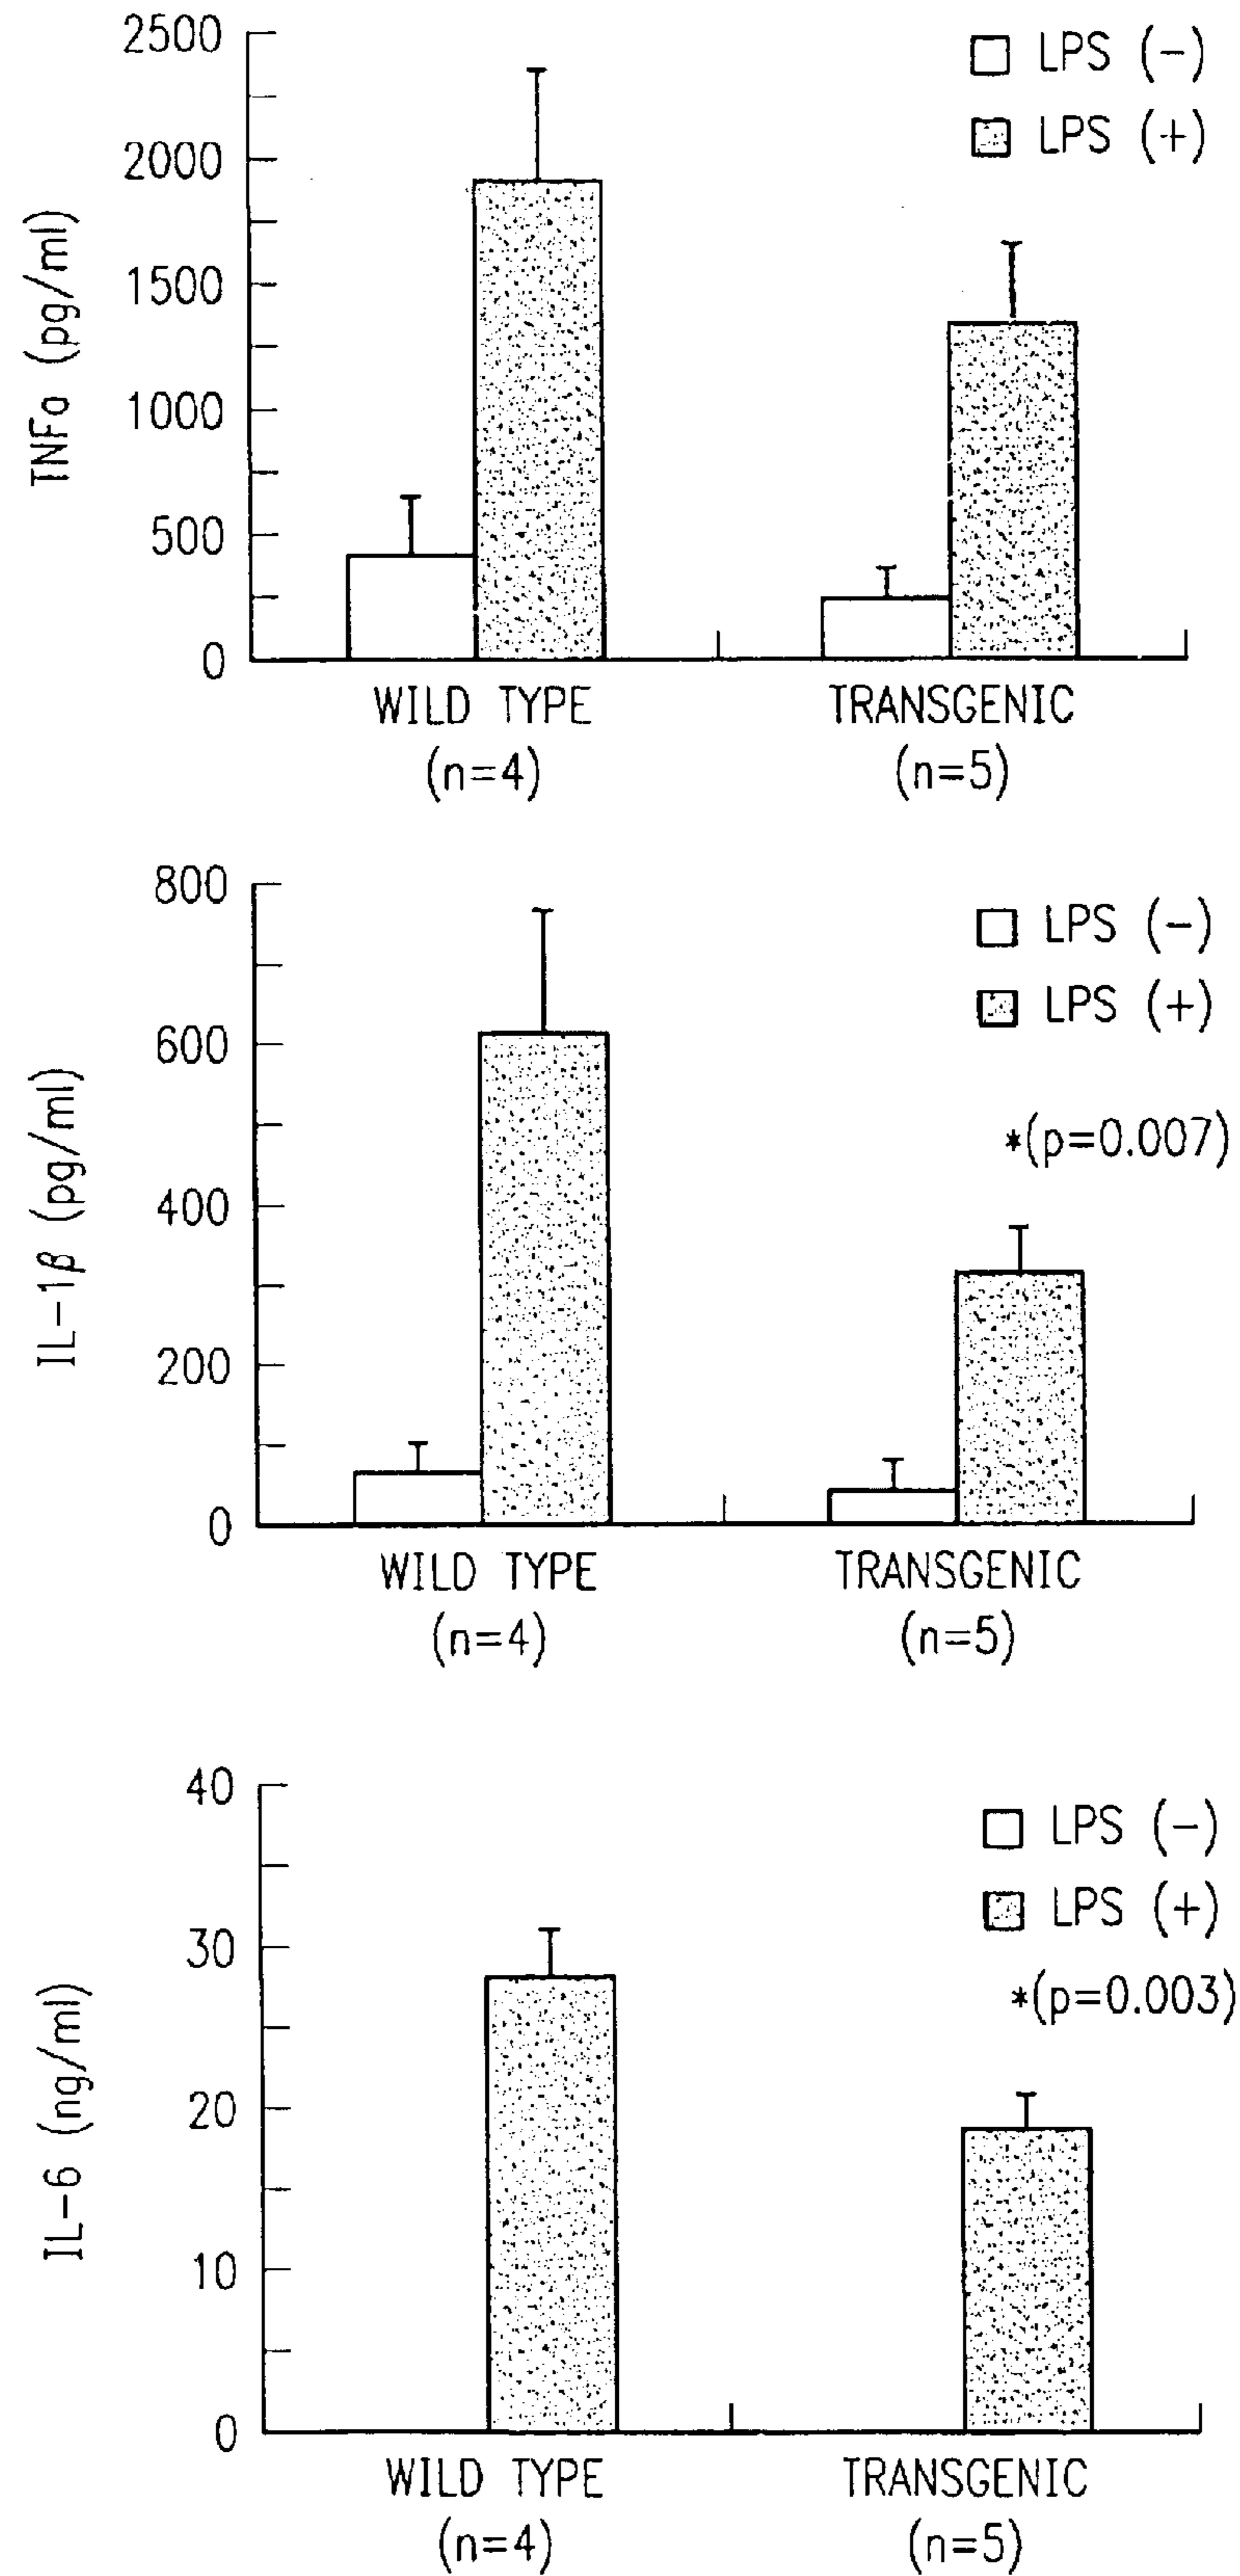 2500
2000
1500
1000
500
0
TNFα (pg/ml)
LPS (-)
LPS (+)
WILD TYPE
(n=4)
TRANSGENIC
(n=5)
800
600
400
200
0
IL-1β (pg/ml)
LPS (-)
LPS (+)
*(p=0.007)
WILD TYPE
(n=4)
TRANSGENIC
(n=5)
40
30
20
10
0
IL-6 (ng/ml)
LPS (-)
LPS (+)
*(p=0.003)
WILD TYPE
(n=4)
TRANSGENIC
(n=5)